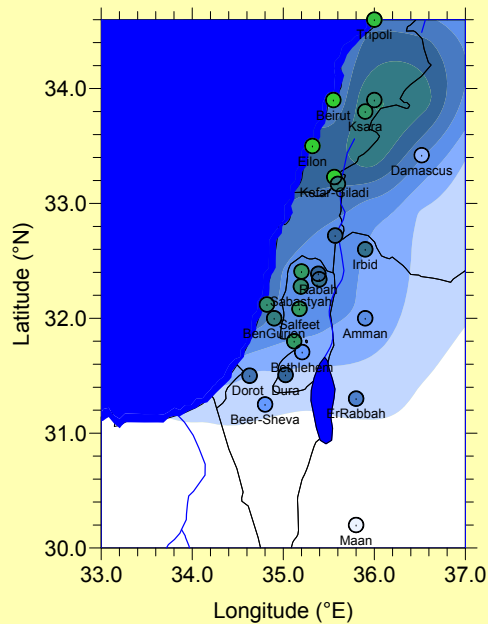 Tripoli
34.0
Beirut
Ksara
Eilon
Damascus
Kefar-Giladi
33.0
Irbid
Rabah
Sabastyah
32.0
BenGurion
Salfeet
Amman
Bethlehem
Dorot
Dura
ErRabbah
Beer-Sheva
31.0
Maan
30.0
33.0 34.0 35.0 36.0 37.0
Latitude (°N)
Longitude (°E)